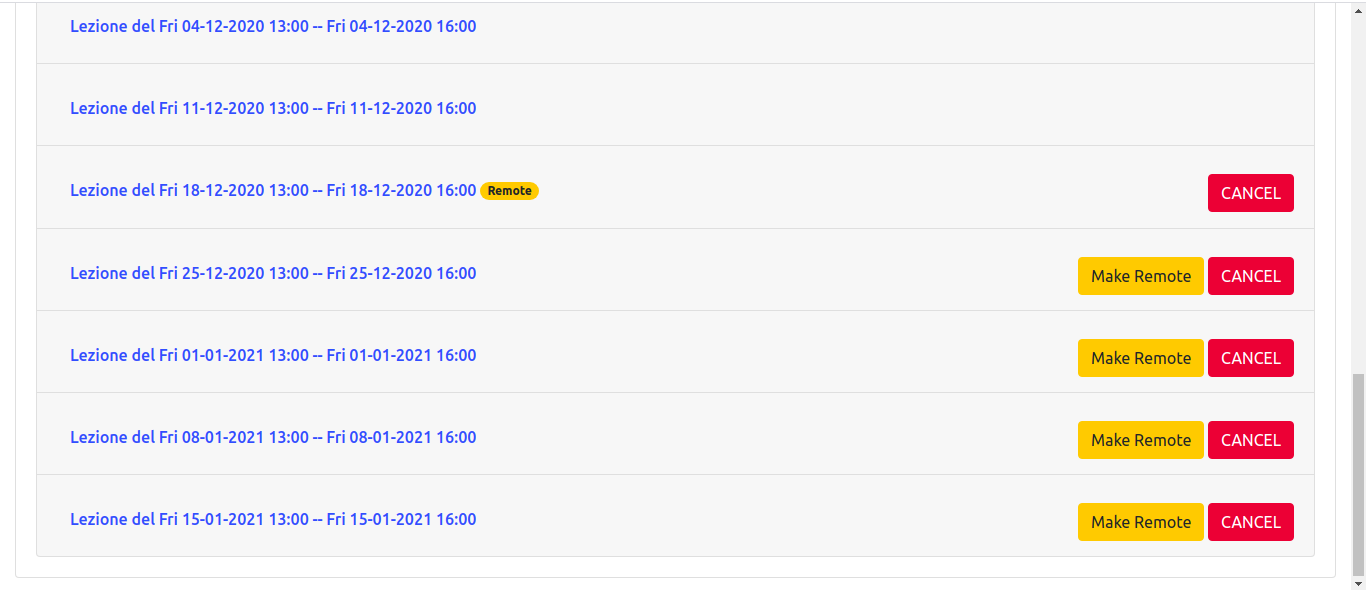 Lezione del Fri 04-12-2020 13:00 -- Fri 04-12-2020 16:00
Lezione del Fri 11-12-2020 13:00 -- Fri 11-12-2020 16:00
Lezione del Fri 18-12-2020 13:00 -- Fri 18-12-2020 16:00 Remote CANCEL
Lezione del Fri 25-12-2020 13:00 -- Fri 25-12-2020 16:00 Make Remote CANCEL
Lezione del Fri 01-01-2021 13:00 -- Fri 01-01-2021 16:00 Make Remote CANCEL
Lezione del Fri 08-01-2021 13:00 -- Fri 08-01-2021 16:00 Make Remote CANCEL
Lezione del Fri 15-01-2021 13:00 -- Fri 15-01-2021 16:00 Make Remote CANCEL